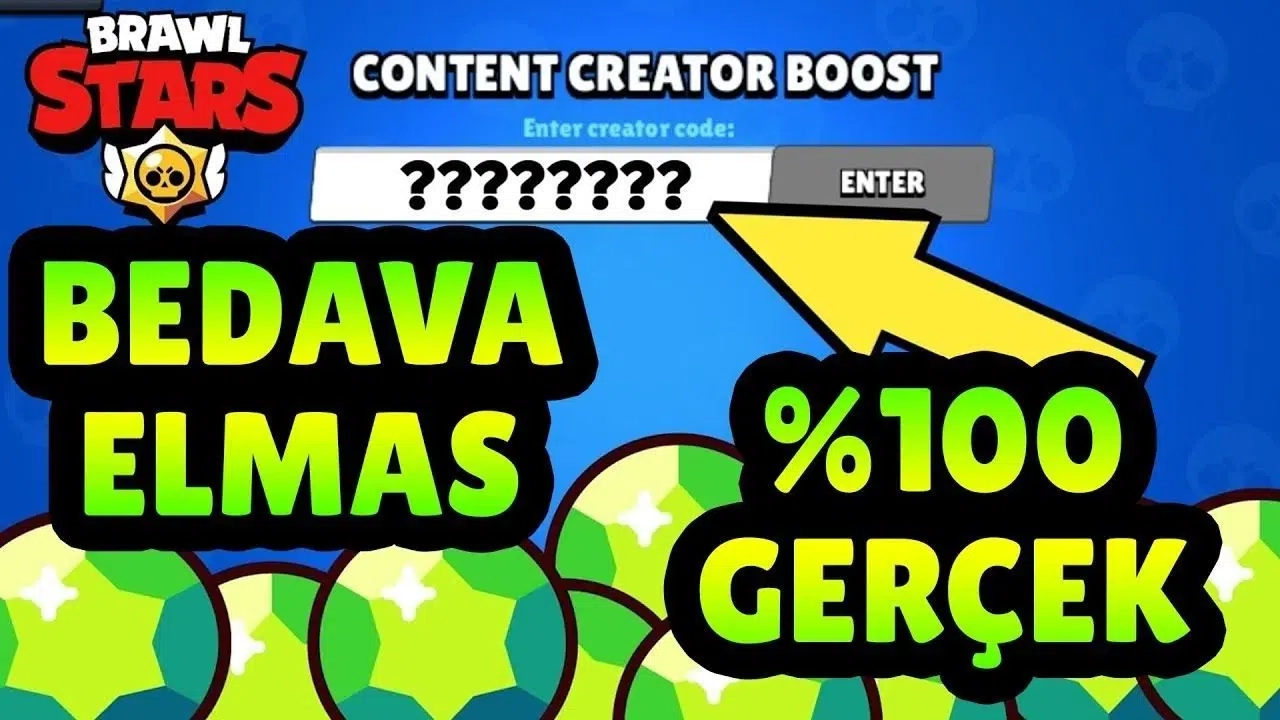 BRAWL
STARS
CONTENT CREATOR BOOST
Enter creator code:
????????
ENTER
BEDAVA
ELMAS
%100
GERÇEK